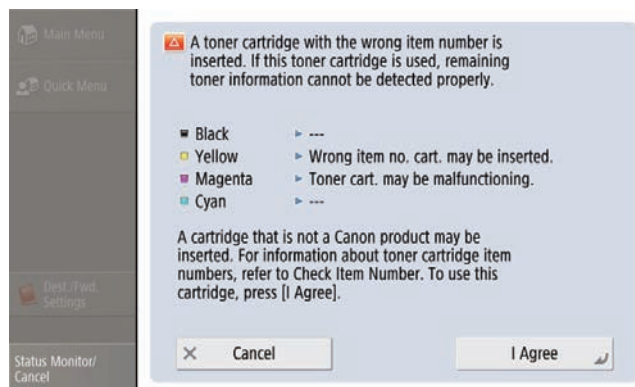 Main Menu
Quick Menu
Dest./Fwd.
Settings
Status Monitor/
Cancel
A toner cartridge with the wrong item number is
inserted. If this toner cartridge is used, remaining
toner information cannot be detected properly.
Black ---
Yellow Wrong item no. cart. may be inserted.
Magenta Toner cart. may be malfunctioning.
Cyan ---
A cartridge that is not a Canon product may be
inserted. For information about toner cartridge item
numbers, refer to Check Item Number. To use this
cartridge, press [I Agree].
Cancel
I Agree